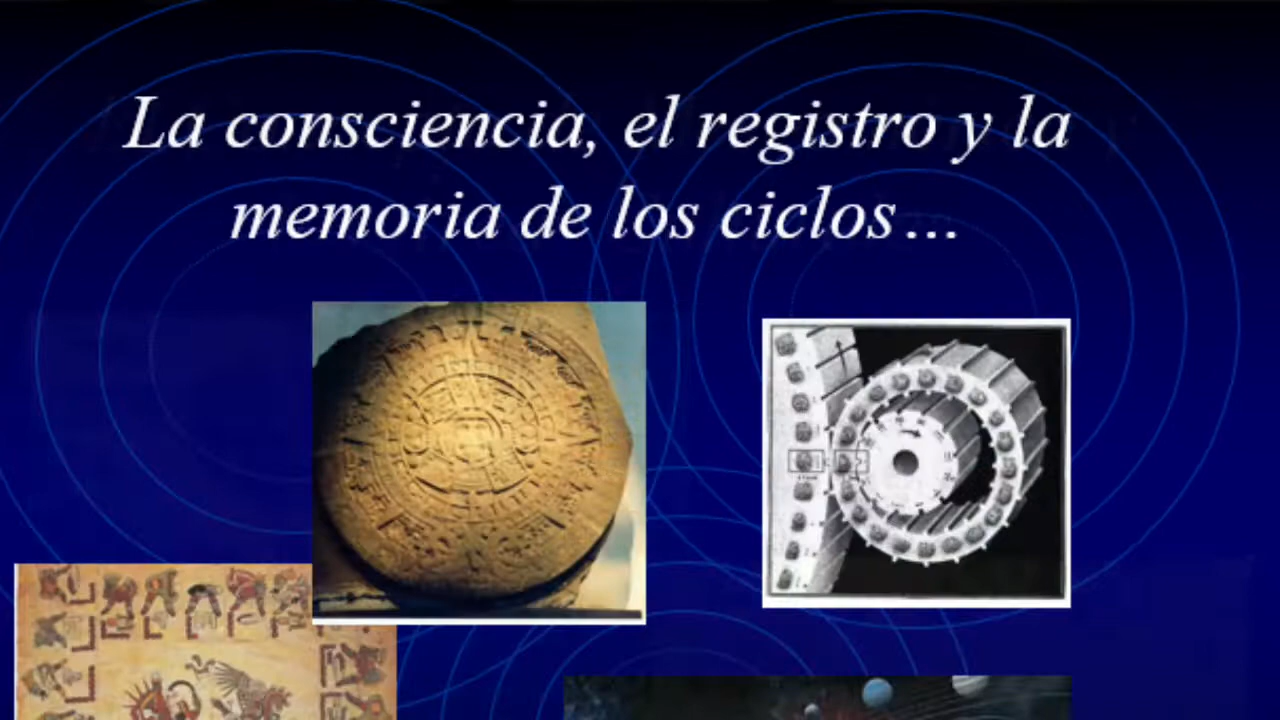 La consciencia, el registro y la
memoria de los ciclos...